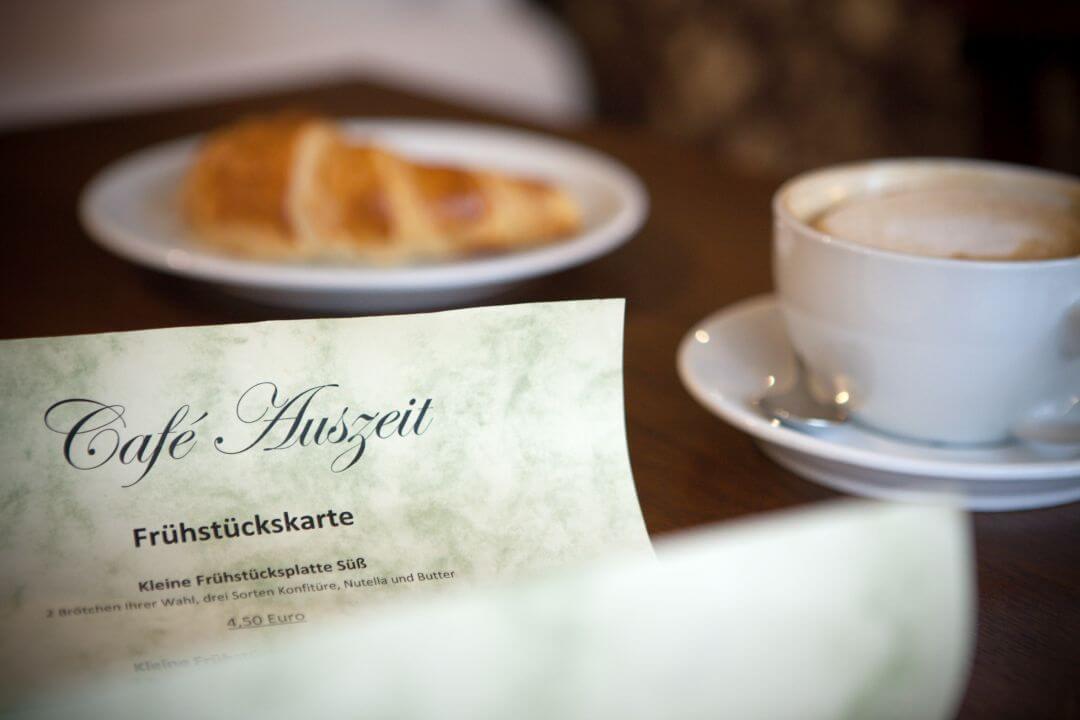 Café Auszeit
Frühstückskarte
Kleine Frühstücksplatte Süß
2 Brötchen Ihrer Wahl, drei Sorten Konfitüre, Nutella und Butter
4,50 Euro
Kleine